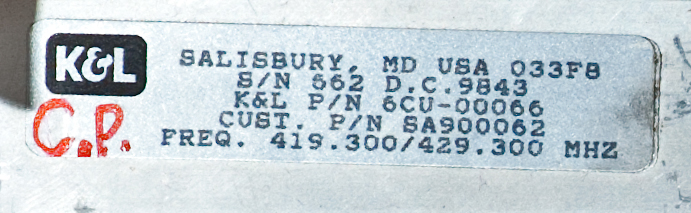 K&L
SALISBURY, MD USA 033F8
S/N 662 D.C.9843
K&L P/N 6CU-00066
CUST. P/N SA900062
FREQ. 419.300/429.300 MHZ
C.P.